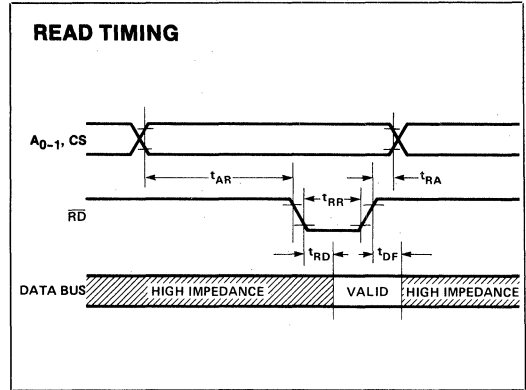 READ TIMING
A0-1, CS
tAR
tRA
RD
tRR
tRD
tDF
DATA BUS HIGH IMPEDANCE VALID HIGH IMPEDANCE